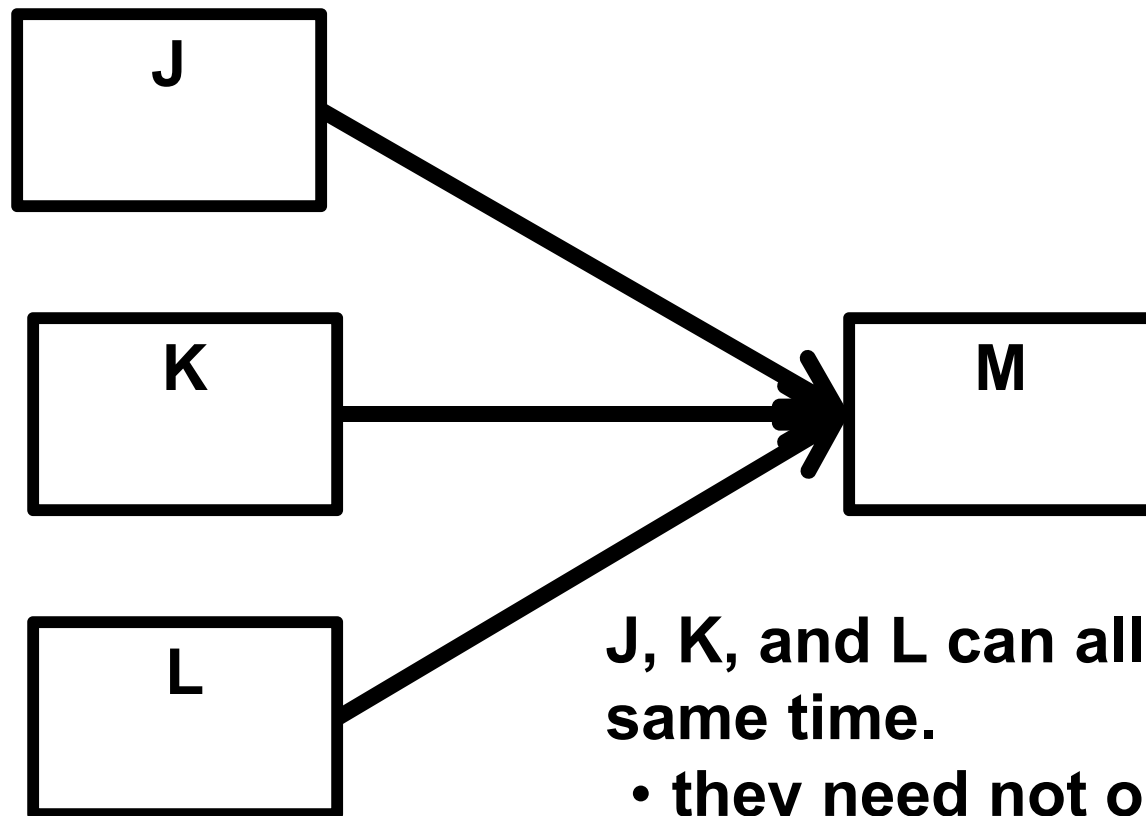 J
K
M
L
J, K, and L can all
same time.
• they need not o